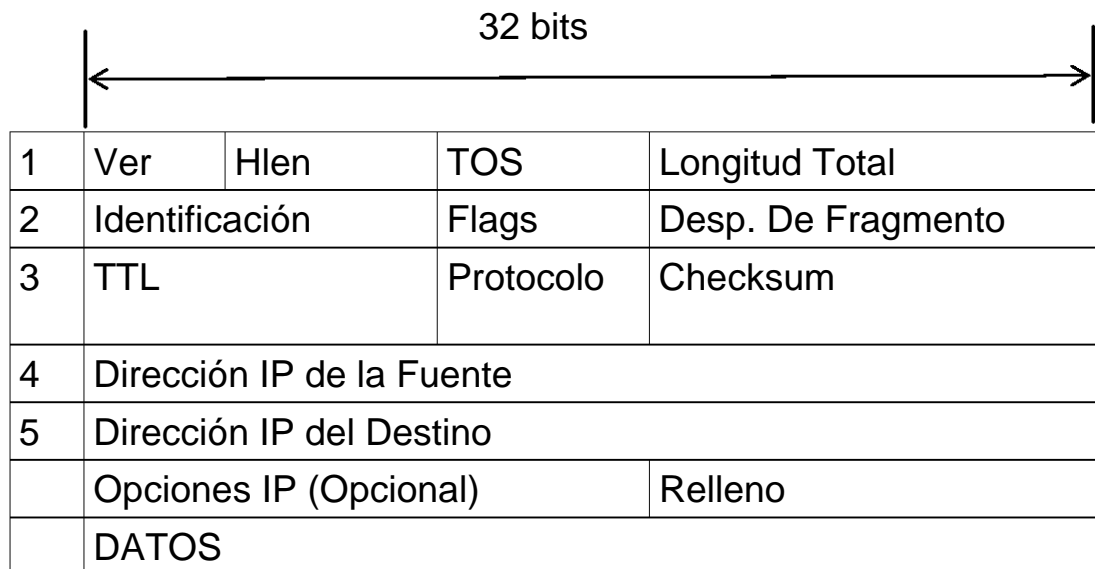 32 bits
1 Ver Hlen TOS Longitud Total
2 Identificación Flags Desp. De Fragmento
3 TTL Protocolo Checksum
4 Dirección IP de la Fuente
5 Dirección IP del Destino
Opciones IP (Opcional) Relleno
DATOS